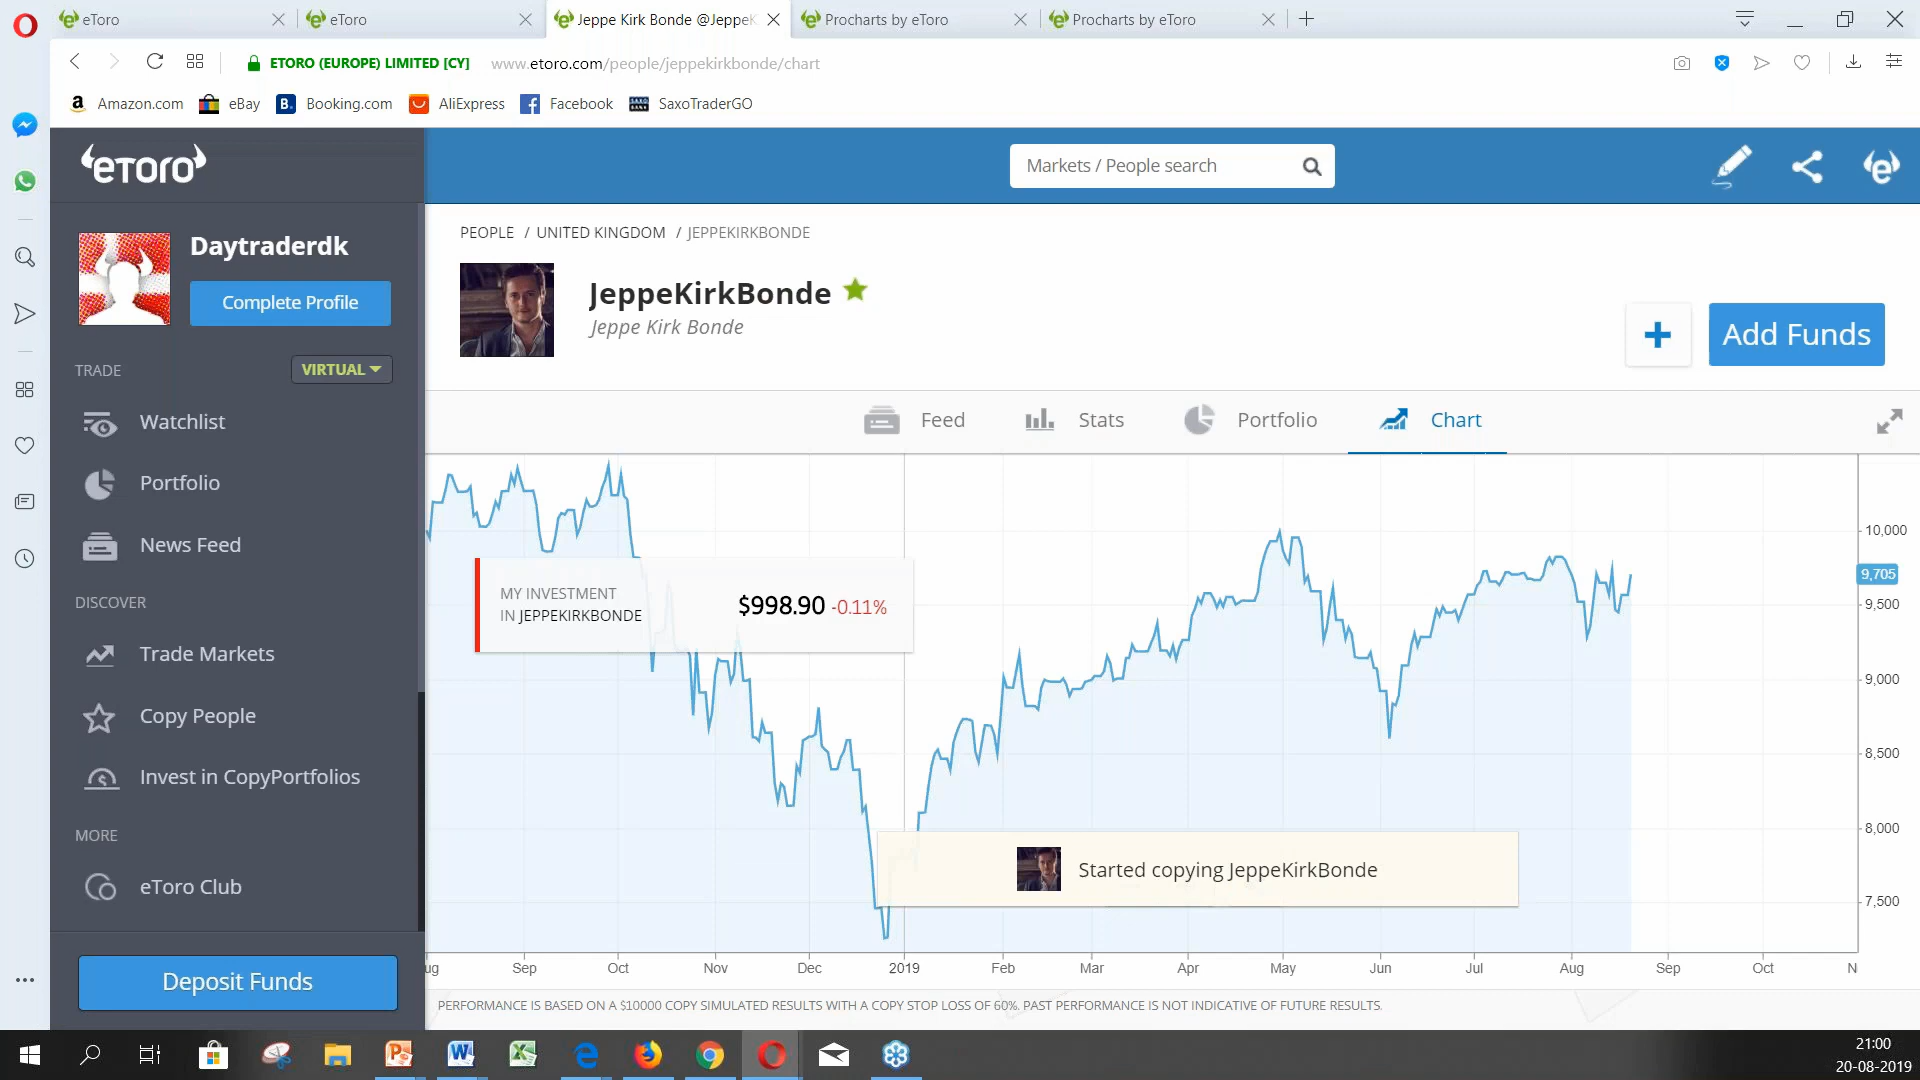 eToro
eToro
Jeppe Kirk Bonde @JeppeK
Procharts by eToro
Procharts by eToro
ETORO (EUROPE) LIMITED [CY]
www.etoro.com/people/jeppekirkbonde/chart
Amazon.com
eBay
B.
Booking.com
AliExpress
Facebook
SaxoTraderGO
eToro
Markets / People search
Daytraderdk
Complete Profile
TRADE
VIRTUAL
Watchlist
Portfolio
News Feed
DISCOVER
Trade Markets
Copy People
Invest in CopyPortfolios
MORE
eToro Club
Deposit Funds
PEOPLE / UNITED KINGDOM / JEPPEKIRKBONDE
JeppeKirkBonde
Jeppe Kirk Bonde
Add Funds
Feed
Stats
Portfolio
Chart
MY INVESTMENT
IN JEPPEKIRKBONDE
$998.90 -0.11%
10,000
9,705
9,500
9,000
8,500
8,000
7,500
Started copying JeppeKirkBonde
ug Sep Oct Nov Dec 2019 Feb Mar Apr May Jun Jul Aug Sep Oct N
PERFORMANCE IS BASED ON A $10000 COPY SIMULATED RESULTS WITH A COPY STOP LOSS OF 60%. PAST PERFORMANCE IS NOT INDICATIVE OF FUTURE RESULTS.
21:00
20-08-2019